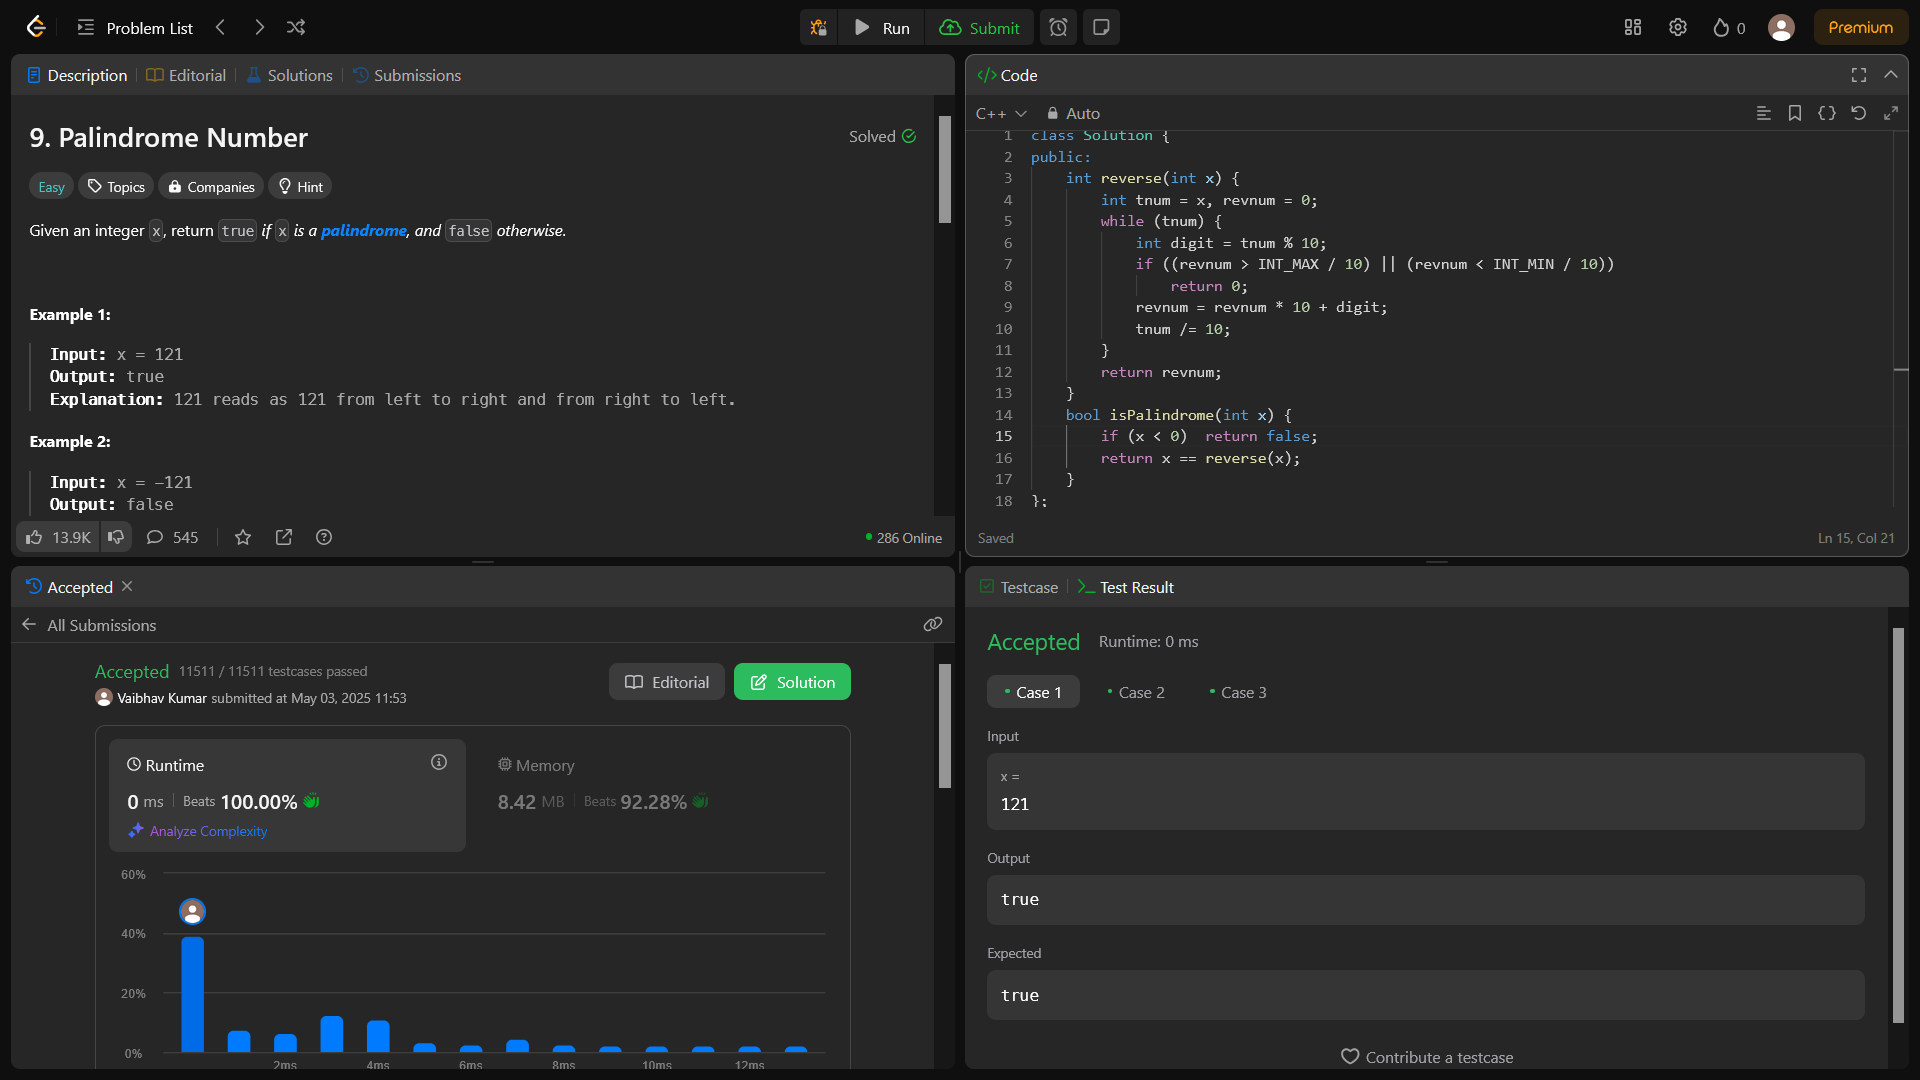 Problem List
Run
Submit
0
Premium
Description
Editorial
Solutions
Submissions
9. Palindrome Number
Solved
Easy
Topics
Companies
Hint
Given an integer x, return true if x is a palindrome, and false otherwise.
Example 1:
Input: x = 121
Output: true
Explanation: 121 reads as 121 from left to right and from right to left.
Example 2:
Input: x = -121
Output: false
13.9K
545
286 Online
Code
C++
Auto
1 class Solution {
2 public:
3     int reverse(int x) {
4         int tnum = x, revnum = 0;
5         while (tnum) {
6             int digit = tnum % 10;
7             if ((revnum > INT_MAX / 10) || (revnum < INT_MIN / 10))
8                 return 0;
9             revnum = revnum * 10 + digit;
10             tnum /= 10;
11         }
12         return revnum;
13     }
14     bool isPalindrome(int x) {
15         if (x < 0)  return false;
16         return x == reverse(x);
17     }
18 };
Saved
Ln 15, Col 21
Accepted
All Submissions
Accepted 11511 / 11511 testcases passed
Vaibhav Kumar submitted at May 03, 2025 11:53
Editorial
Solution
Runtime
0 ms Beats 100.00%
Analyze Complexity
Memory
8.42 MB Beats 92.28%
60%
40%
20%
0%
2ms 4ms 6ms 8ms 10ms 12ms
Testcase
Test Result
Accepted Runtime: 0 ms
Case 1
Case 2
Case 3
Input
x =
121
Output
true
Expected
true
Contribute a testcase